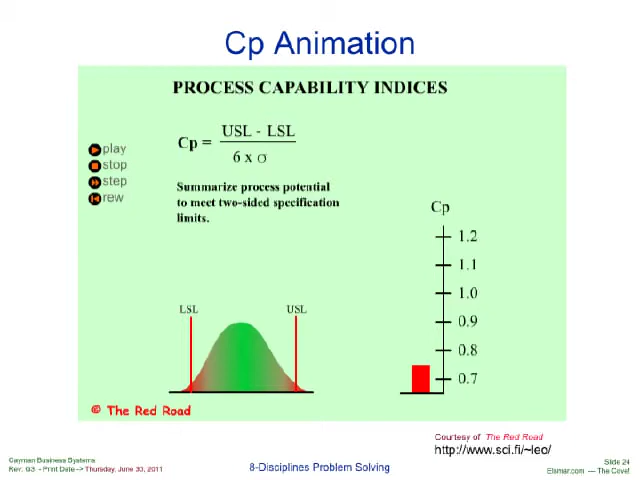 Cp Animation
PROCESS CAPABILITY INDICES
Cp = USL - LSL
6 x σ
play
stop
step
rew
Summarize process potential
to meet two-sided specification
limits.
Cp
1.2
1.1
1.0
0.9
0.8
0.7
LSL
USL
© The Red Road
Courtesy of The Red Road
http://www.sci.fi/~leo/
Cayman Business Systems
Rev: G3 - Print Date -> Thursday, June 30, 2011
8-Disciplines Problem Solving
Slide 24
Elsmar.com — The Cove!